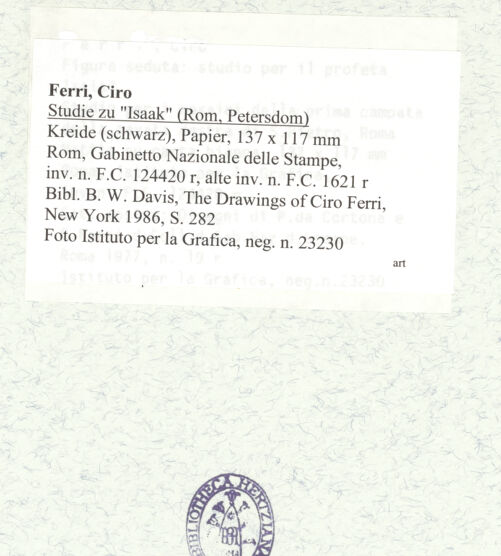 Ferri, Ciro
Studie zu "Isaak" (Rom, Petersdom)
Kreide (schwarz), Papier, 137 x 117 mm
Rom, Gabinetto Nazionale delle Stampe,
inv. n. F.C. 124420 r, alte inv. n. F.C. 1621 r
Bibl. B. W. Davis, The Drawings of Ciro Ferri,
New York 1986, S. 282
Foto Istituto per la Grafica, neg. n. 23230
art
Figura seduta: studio per il profeta
Roma 1977, n. 19 r
Istituto per la Grafica, neg.n.23230
BIBLIOTHECA HERTZIANA